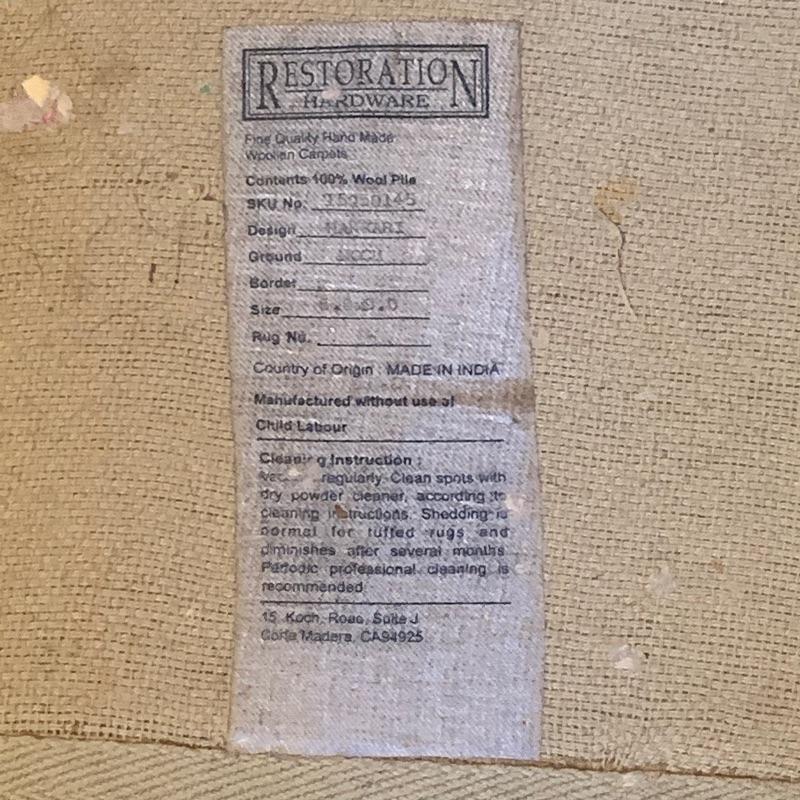 RESTORATION
HARDWARE
Fine Quality Hand Made
Woollen Carpets
Contents 100% Wool Pile
SKU No.
Design
Ground
Border
Size
Rug No.
Country of Origin : MADE IN INDIA
Manufactured without use of
Child Labour
Cleaning Instruction :
regularly. Clean spots with
dry powder cleaner, according to
cleaning instructions. Shedding is
normal for tuffed rugs and
diminishes after several months
Periodic professional cleaning is
recommended.
15, Koch, Road, Suite J
Corte Madera, CA94925